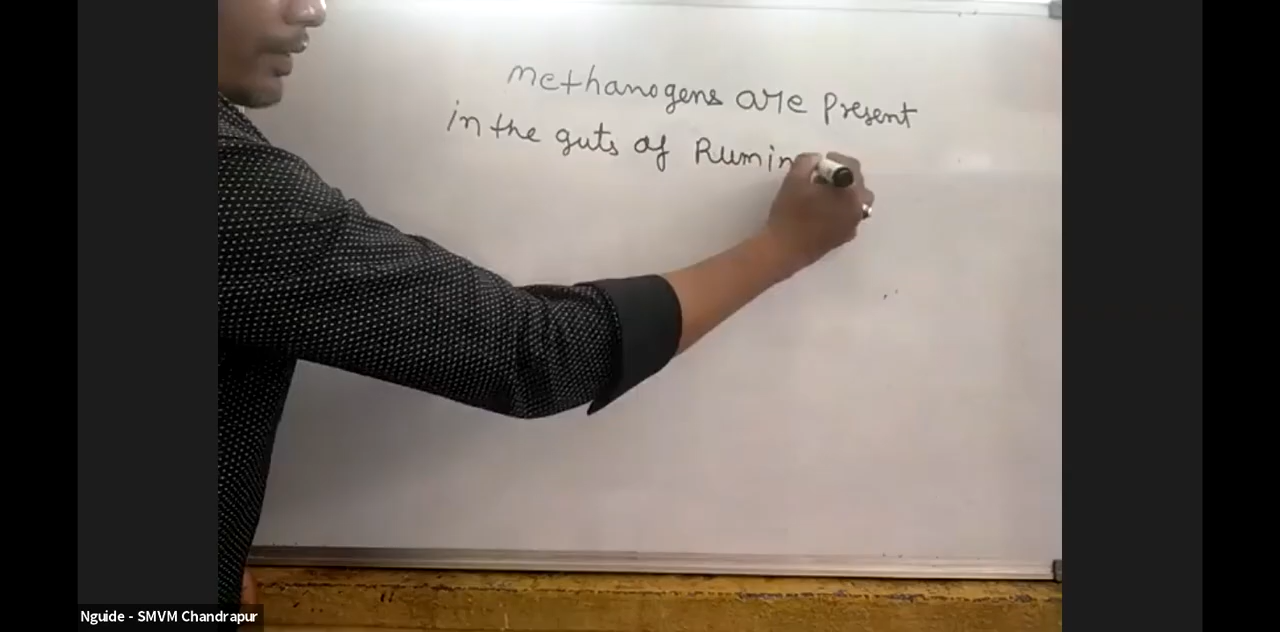 Methanogens are Present
in the guts of Rumin
Nguide - SMVM Chandrapur